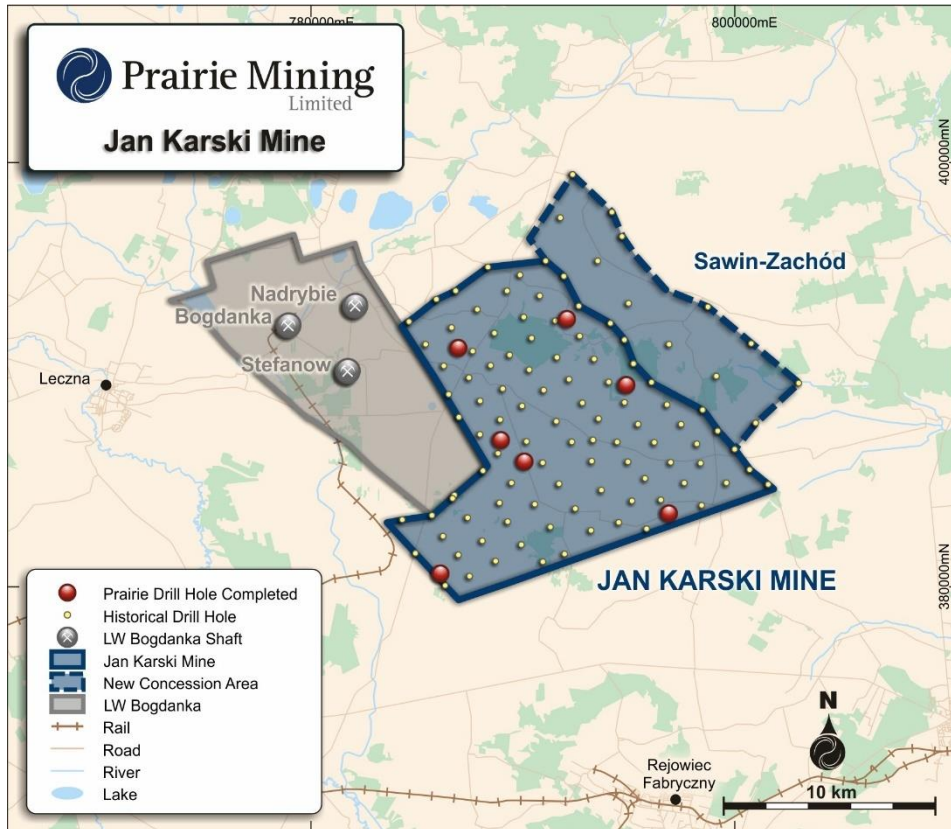 780000mE
800000mE
Prairie Mining
Limited
Jan Karski Mine
400000mN
Sawin-Zachód
Nadrybie
Bogdanka
Stefanow
Leczna
JAN KARSKI MINE
380000mN
Prairie Drill Hole Completed
Historical Drill Hole
LW Bogdanka Shaft
Jan Karski Mine
New Concession Area
LW Bogdanka
Rail
Road
River
Lake
N
Rejowiec
Fabryczny
10 km